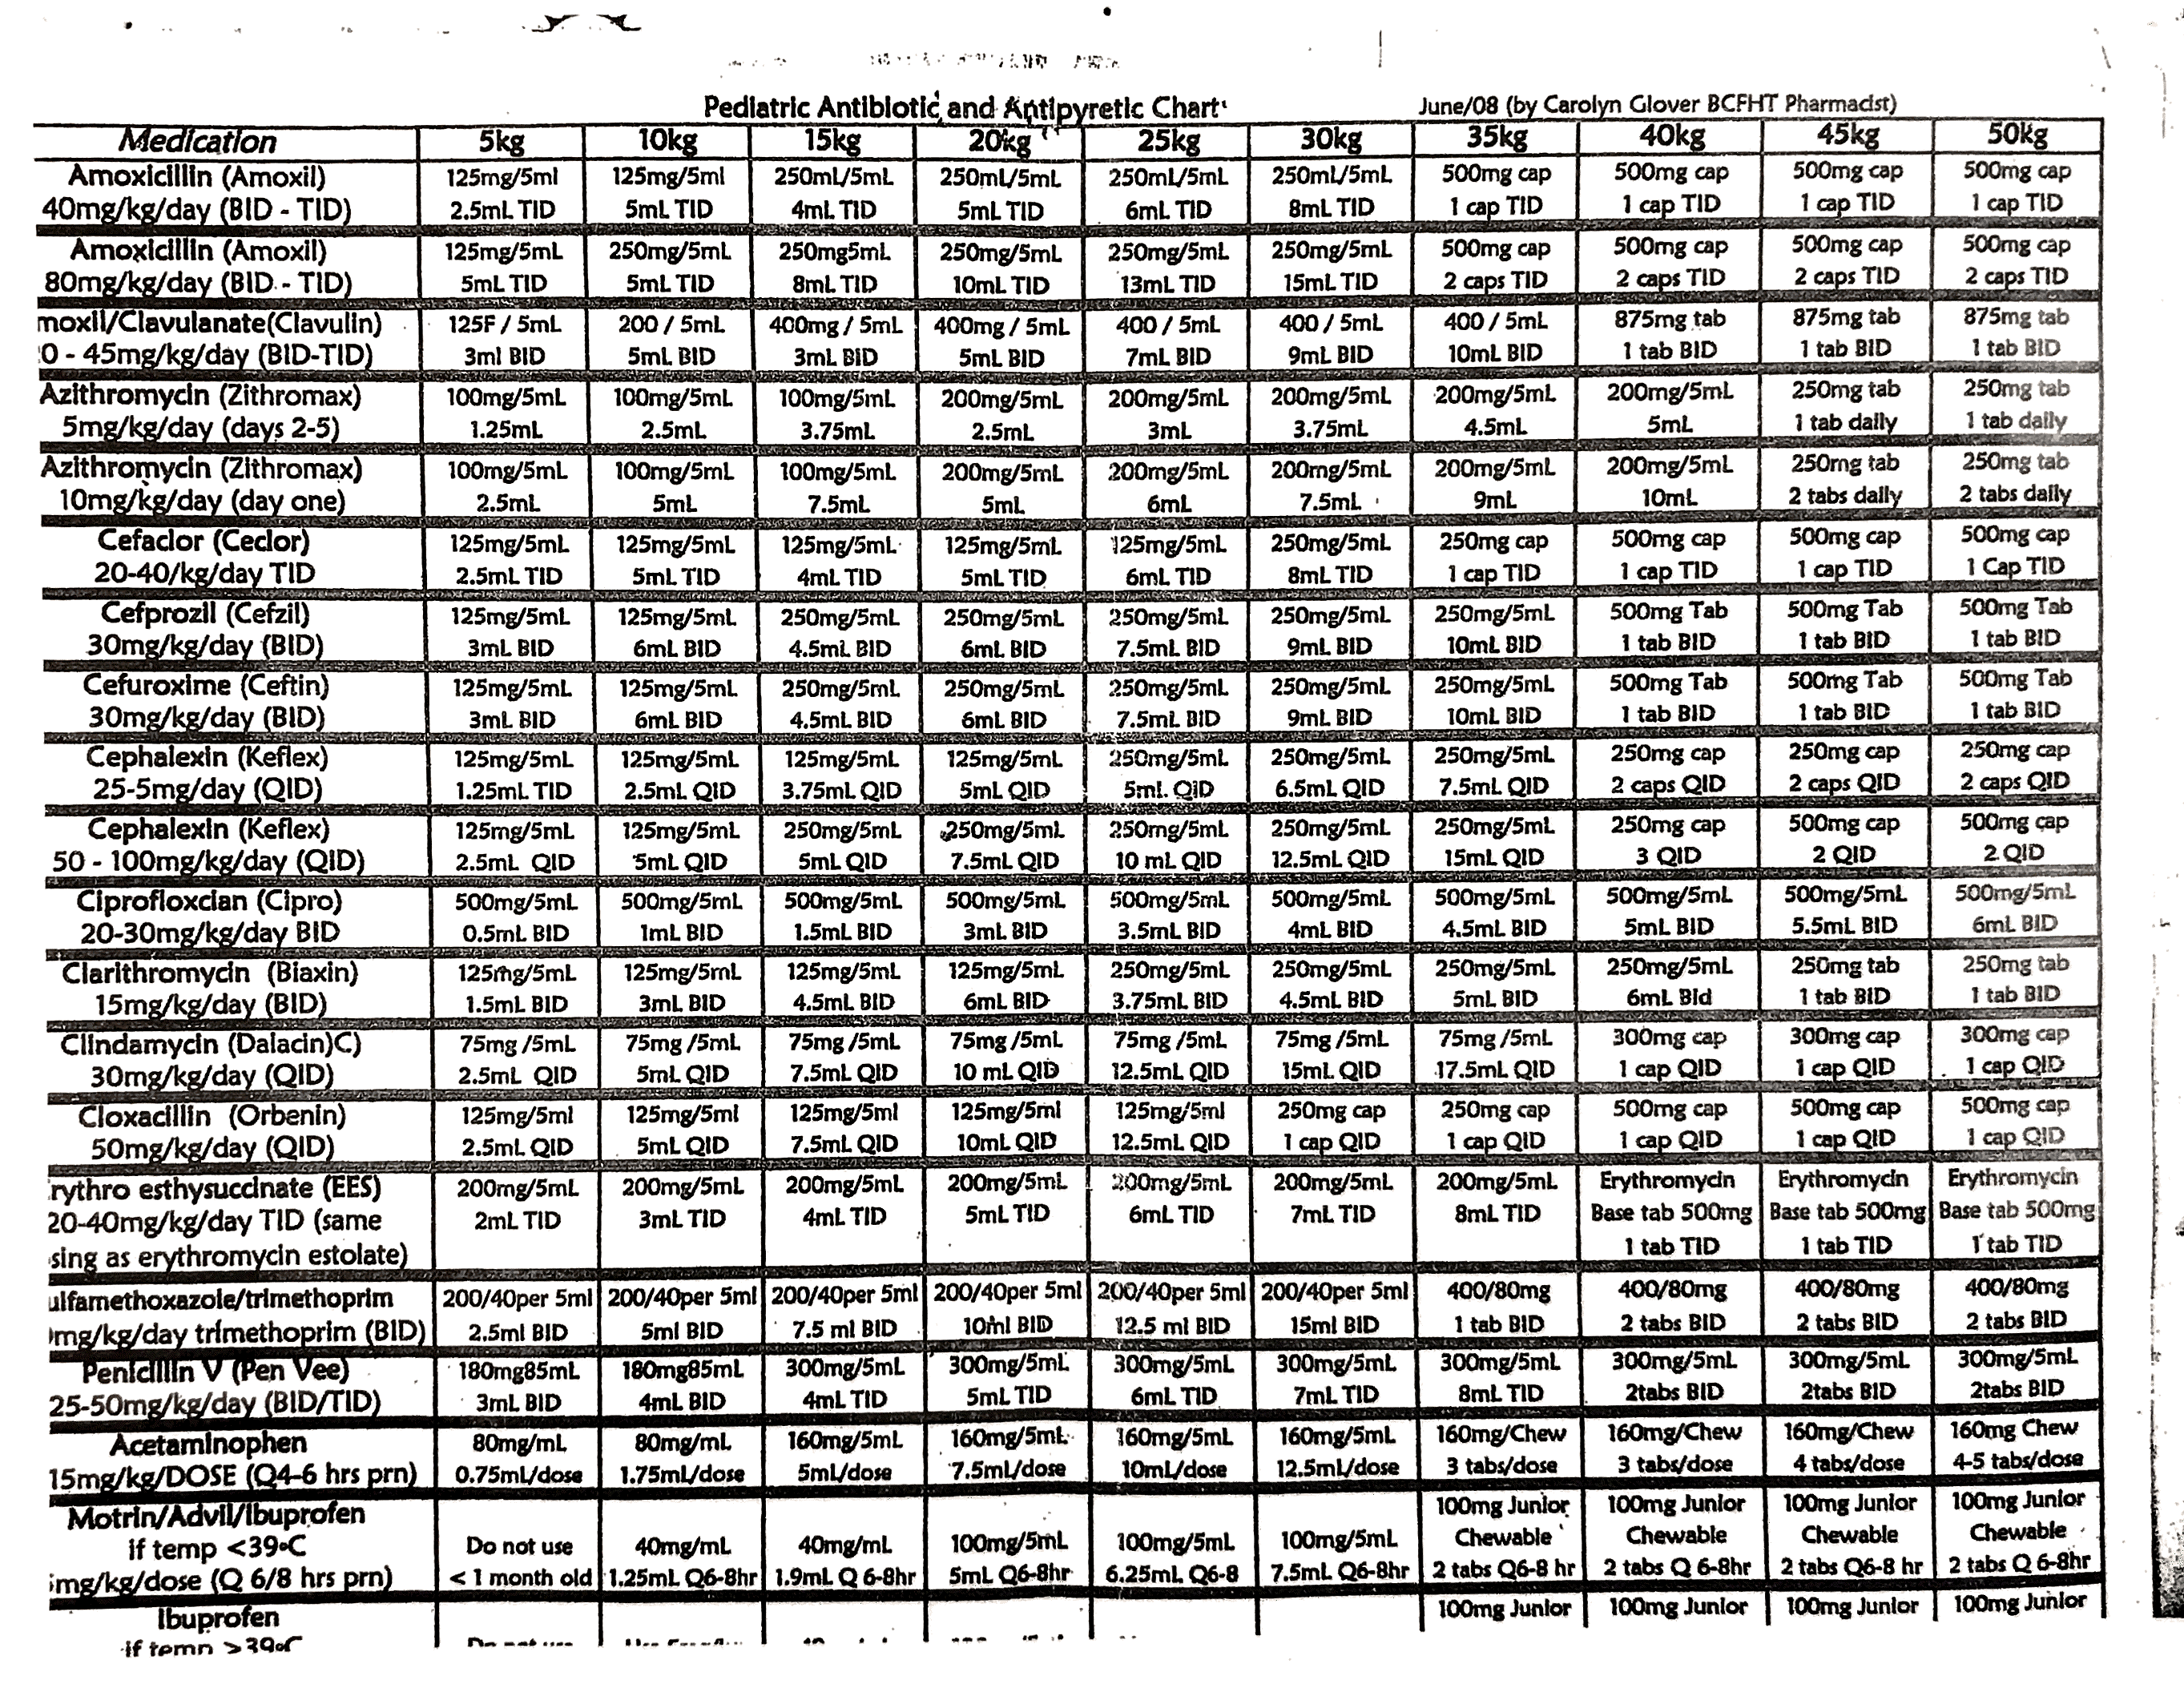 Pediatric Antibiotic and Antipyretic Chart June/08 (by Carolyn Glover BCFHT Pharmacist)
Medication 5kg 10kg 15kg 20kg 25kg 30kg 35kg 40kg 45kg 50kg
Amoxicillin (Amoxil) 125mg/5ml 125mg/5ml 250mL/5mL 250mL/5mL 250mL/5mL 250mL/5mL 500mg cap 500mg cap 500mg cap 500mg cap
40mg/kg/day (BID - TID) 2.5mL TID 5mL TID 4mL TID 5mL TID 6mL TID 8mL TID 1 cap TID 1 cap TID 1 cap TID 1 cap TID
Amoxicillin (Amoxil) 125mg/5mL 250mg/5mL 250mg5mL 250mg/5mL 250mg/5mL 250mg/5mL 500mg cap 500mg cap 500mg cap 500mg cap
80mg/kg/day (BID - TID) 5mL TID 5mL TID 8mL TID 10mL TID 13mL TID 15mL TID 2 caps TID 2 caps TID 2 caps TID 2 caps TID
moxil/Clavulanate(Clavulin) 125F / 5mL 200 / 5mL 400mg / 5mL 400mg / 5mL 400 / 5mL 400 / 5mL 400 / 5mL 875mg tab 875mg tab 875mg tab
0 - 45mg/kg/day (BID-TID) 3ml BID 5mL BID 3mL BID 5mL BID 7mL BID 9mL BID 10mL BID 1 tab BID 1 tab BID 1 tab BID
Azithromycin (Zithromax) 100mg/5mL 100mg/5mL 100mg/5mL 200mg/5mL 200mg/5mL 200mg/5mL 200mg/5mL 200mg/5mL 250mg tab 250mg tab
5mg/kg/day (days 2-5) 1.25mL 2.5mL 3.75mL 2.5mL 3mL 3.75mL 4.5mL 5mL 1 tab daily 1 tab daily
Azithromycin (Zithromax) 100mg/5mL 100mg/5mL 100mg/5mL 200mg/5mL 200mg/5mL 200mg/5mL 200mg/5mL 200mg/5mL 250mg tab 250mg tab
10mg/kg/day (day one) 2.5mL 5mL 7.5mL 5mL 6mL 7.5mL 9mL 10mL 2 tabs daily 2 tabs daily
Cefaclor (Ceclor) 125mg/5mL 125mg/5mL 125mg/5mL 125mg/5mL 125mg/5mL 250mg/5mL 250mg cap 500mg cap 500mg cap 500mg cap
20-40/kg/day TID 2.5mL TID 5mL TID 4mL TID 5mL TID 6mL TID 8mL TID 1 cap TID 1 cap TID 1 cap TID 1 Cap TID
Cefprozil (Cefzil) 125mg/5mL 125mg/5mL 250mg/5mL 250mg/5mL 250mg/5mL 250mg/5mL 250mg/5mL 500mg Tab 500mg Tab 500mg Tab
30mg/kg/day (BID) 3mL BID 6mL BID 4.5mL BID 6mL BID 7.5mL BID 9mL BID 10mL BID 1 tab BID 1 tab BID 1 tab BID
Cefuroxime (Ceftin) 125mg/5mL 125mg/5mL 250mg/5mL 250mg/5mL 250mg/5mL 250mg/5mL 250mg/5mL 500mg Tab 500mg Tab 500mg Tab
30mg/kg/day (BID) 3mL BID 6mL BID 4.5mL BID 6mL BID 7.5mL BID 9mL BID 10mL BID 1 tab BID 1 tab BID 1 tab BID
Cephalexin (Keflex) 125mg/5mL 125mg/5mL 125mg/5mL 125mg/5mL 250mg/5mL 250mg/5mL 250mg/5mL 250mg cap 250mg cap 250mg cap
25-5mg/day (QID) 1.25mL TID 2.5mL QID 3.75mL QID 5mL QID 5mL QID 6.5mL QID 7.5mL QID 2 caps QID 2 caps QID 2 caps QID
Cephalexin (Keflex) 125mg/5mL 125mg/5mL 250mg/5mL 250mg/5mL 250mg/5mL 250mg/5mL 250mg/5mL 250mg cap 500mg cap 500mg cap
50 - 100mg/kg/day (QID) 2.5mL QID 5mL QID 5mL QID 7.5mL QID 10 mL QID 12.5mL QID 15mL QID 3 QID 2 QID 2 QID
Ciprofloxcian (Cipro) 500mg/5mL 500mg/5mL 500mg/5mL 500mg/5mL 500mg/5mL 500mg/5mL 500mg/5mL 500mg/5mL 500mg/5mL 500mg/5mL
20-30mg/kg/day BID 0.5mL BID 1mL BID 1.5mL BID 3mL BID 3.5mL BID 4mL BID 4.5mL BID 5mL BID 5.5mL BID 6mL BID
Clarithromycin (Biaxin) 125mg/5mL 125mg/5mL 125mg/5mL 125mg/5mL 250mg/5mL 250mg/5mL 250mg/5mL 250mg/5mL 250mg tab 250mg tab
15mg/kg/day (BID) 1.5mL BID 3mL BID 4.5mL BID 6mL BID 3.75mL BID 4.5mL BID 5mL BID 6mL Bid 1 tab BID 1 tab BID
Clindamycin (Dalacin)C) 75mg /5mL 75mg /5mL 75mg /5mL 75mg /5mL 75mg /5mL 75mg /5mL 75mg /5mL 300mg cap 300mg cap 300mg cap
30mg/kg/day (QID) 2.5mL QID 5mL QID 7.5mL QID 10 mL QID 12.5mL QID 15mL QID 17.5mL QID 1 cap QID 1 cap QID 1 cap QID
Cloxacillin (Orbenin) 125mg/5ml 125mg/5ml 125mg/5ml 125mg/5ml 125mg/5ml 250mg cap 250mg cap 500mg cap 500mg cap 500mg cap
50mg/kg/day (QID) 2.5mL QID 5mL QID 7.5mL QID 10mL QID 12.5mL QID 1 cap QID 1 cap QID 1 cap QID 1 cap QID 1 cap QID
rythro esthysuccinate (EES) 200mg/5mL 200mg/5mL 200mg/5mL 200mg/5mL 200mg/5mL 200mg/5mL 200mg/5mL Erythromycin Erythromycin Erythromycin
20-40mg/kg/day TID (same 2mL TID 3mL TID 4mL TID 5mL TID 6mL TID 7mL TID 8mL TID Base tab 500mg Base tab 500mg Base tab 500mg
sing as erythromycin estolate) 1 tab TID 1 tab TID 1 tab TID
ulfamethoxazole/trimethoprim 200/40per 5ml 200/40per 5ml 200/40per 5ml 200/40per 5ml 200/40per 5ml 200/40per 5ml 400/80mg 400/80mg 400/80mg 400/80mg
mg/kg/day trimethoprim (BID) 2.5ml BID 5ml BID 7.5 ml BID 10ml BID 12.5 ml BID 15ml BID 1 tab BID 2 tabs BID 2 tabs BID 2 tabs BID
Penicillin V (Pen Vee) 180mg85mL 180mg85mL 300mg/5mL 300mg/5mL 300mg/5mL 300mg/5mL 300mg/5mL 300mg/5mL 300mg/5mL 300mg/5mL
25-50mg/kg/day (BID/TID) 3mL BID 4mL BID 4mL TID 5mL TID 6mL TID 7mL TID 8mL TID 2tabs BID 2tabs BID 2tabs BID
Acetaminophen 80mg/mL 80mg/mL 160mg/5mL 160mg/5mL 160mg/5mL 160mg/5mL 160mg/Chew 160mg/Chew 160mg/Chew 160mg Chew
15mg/kg/DOSE (Q4-6 hrs prn) 0.75mL/dose 1.75mL/dose 5mL/dose 7.5mL/dose 10mL/dose 12.5mL/dose 3 tabs/dose 3 tabs/dose 4 tabs/dose 4-5 tabs/dose
Motrin/Advil/Ibuprofen 100mg Junior 100mg Junior 100mg Junior 100mg Junior
if temp <39°C Do not use 40mg/mL 40mg/mL 100mg/5mL 100mg/5mL 100mg/5mL Chewable Chewable Chewable Chewable
mg/kg/dose (Q 6/8 hrs prn) < 1 month old 1.25mL Q6-8hr 1.9mL Q 6-8hr 5mL Q6-8hr 6.25mL Q6-8 7.5mL Q6-8hr 2 tabs Q6-8 hr 2 tabs Q 6-8hr 2 tabs Q6-8 hr 2 tabs Q 6-8hr
Ibuprofen 100mg Junior 100mg Junior 100mg Junior 100mg Junior
if temp >39°C